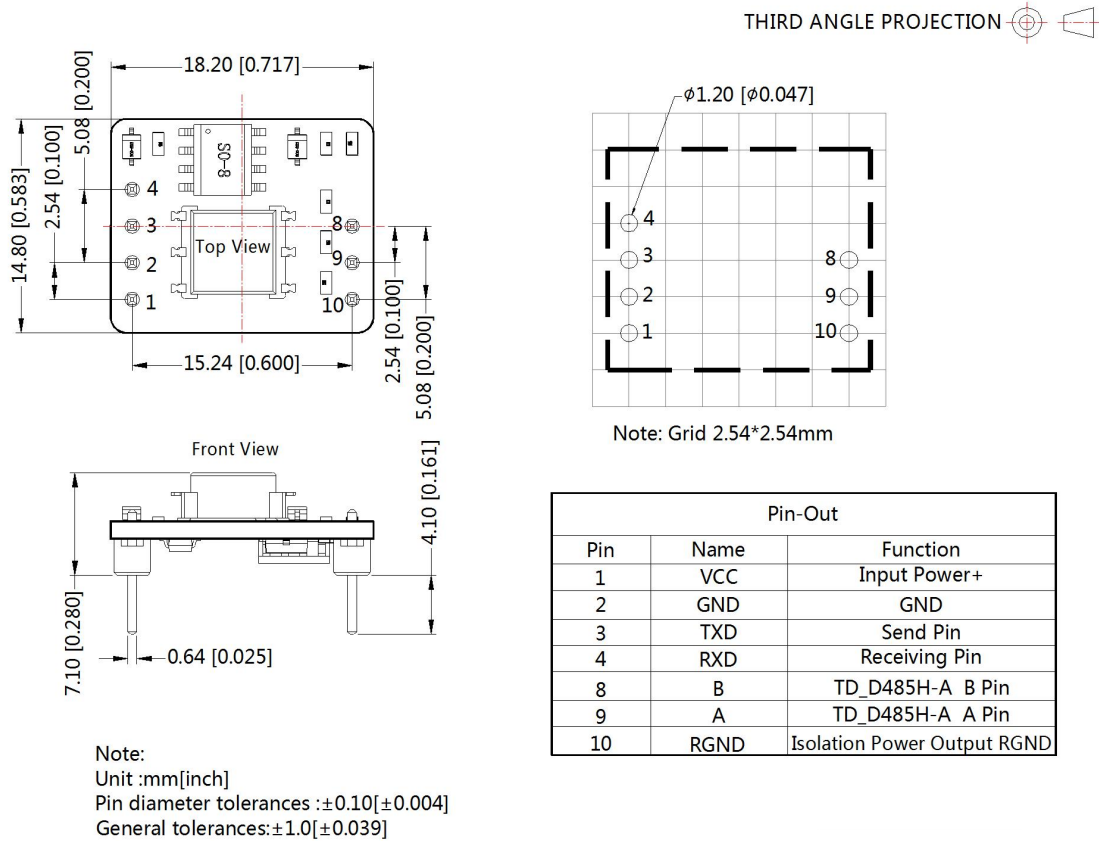 THIRD ANGLE PROJECTION
18.20 [0.717]
5.08 [0.200]
2.54 [0.100]
14.80 [0.583]
SO-8
4
3
2
1
Top View
8
9
10
15.24 [0.600]
2.54 [0.100]
5.08 [0.200]
ϕ1.20 [ϕ0.047]
4
3
2
1
8
9
10
Note: Grid 2.54*2.54mm
Front View
4.10 [0.161]
7.10 [0.280]
0.64 [0.025]
Pin-Out
Pin Name Function
1 VCC Input Power+
2 GND GND
3 TXD Send Pin
4 RXD Receiving Pin
8 B TD_D485H-A B Pin
9 A TD_D485H-A A Pin
10 RGND Isolation Power Output RGND
Note:
Unit :mm[inch]
Pin diameter tolerances :±0.10[±0.004]
General tolerances:±1.0[±0.039]